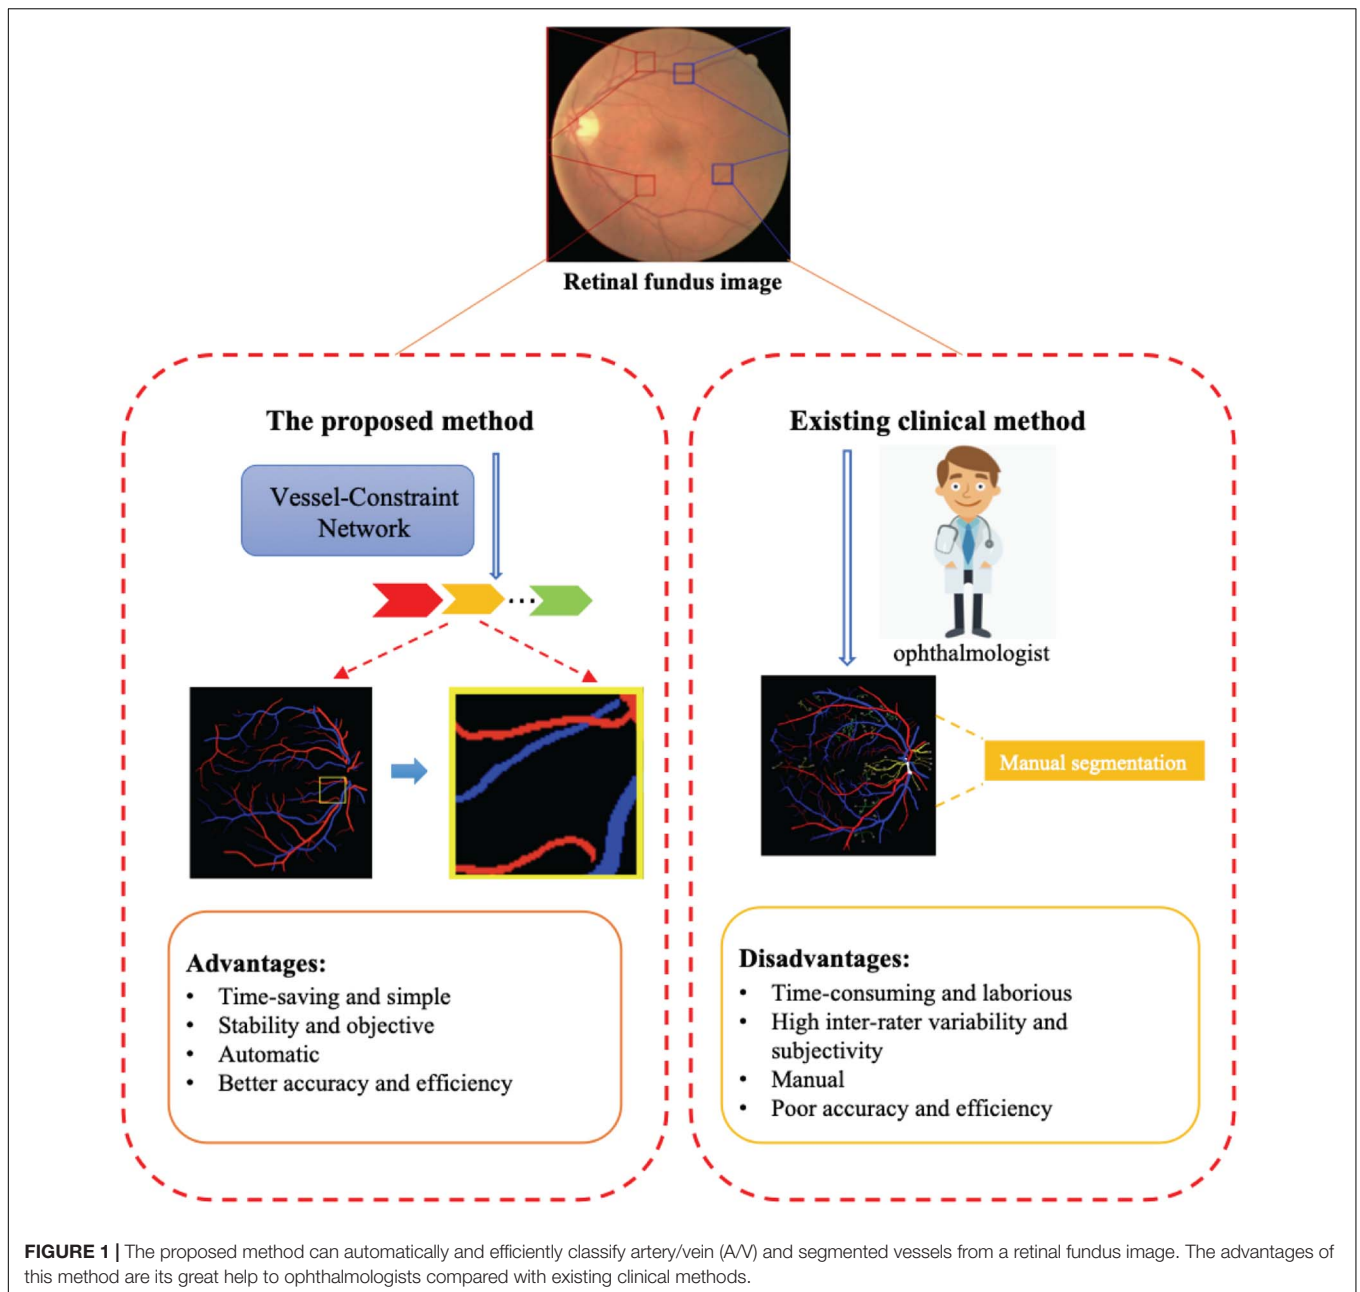 Retinal fundus image
The proposed method
Vessel-Constraint
Network
Advantages:
• Time-saving and simple
• Stability and objective
• Automatic
• Better accuracy and efficiency
Existing clinical method
ophthalmologist
Manual segmentation
Disadvantages:
• Time-consuming and laborious
• High inter-rater variability and
subjectivity
• Manual
• Poor accuracy and efficiency
FIGURE 1 | The proposed method can automatically and efficiently classify artery/vein (A/V) and segmented vessels from a retinal fundus image. The advantages of
this method are its great help to ophthalmologists compared with existing clinical methods.